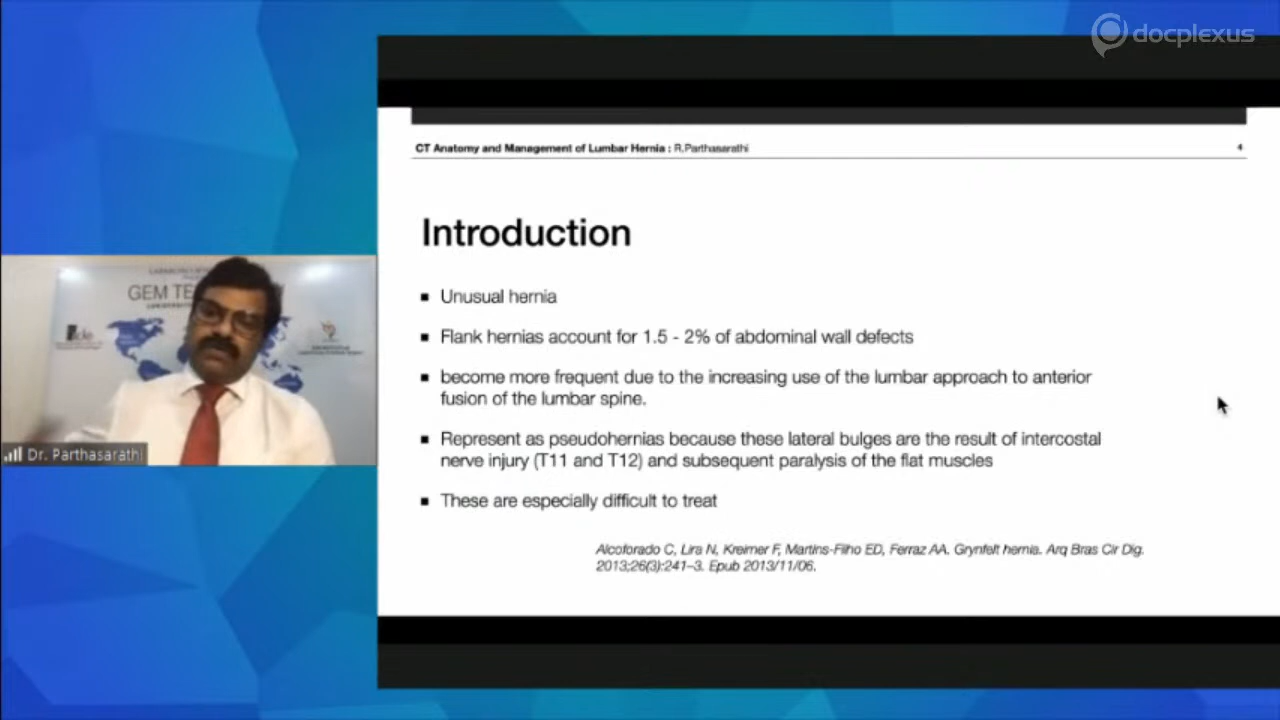 docplexus
CT Anatomy and Management of Lumbar Hernia : R.Parthasarathi
4
Introduction
Unusual hernia
Flank hernias account for 1.5 - 2% of abdominal wall defects
become more frequent due to the increasing use of the lumbar approach to anterior
fusion of the lumbar spine.
Represent as pseudohernias because these lateral bulges are the result of intercostal
nerve injury (T11 and T12) and subsequent paralysis of the flat muscles
These are especially difficult to treat
Alcoforado C, Lira N, Kreimer F, Martins-Filho ED, Ferraz AA. Grynfelt hernia. Arq Bras Cir Dig.
2013;26(3):241–3. Epub 2013/11/06.
GEM
Dr. Parthasarathi